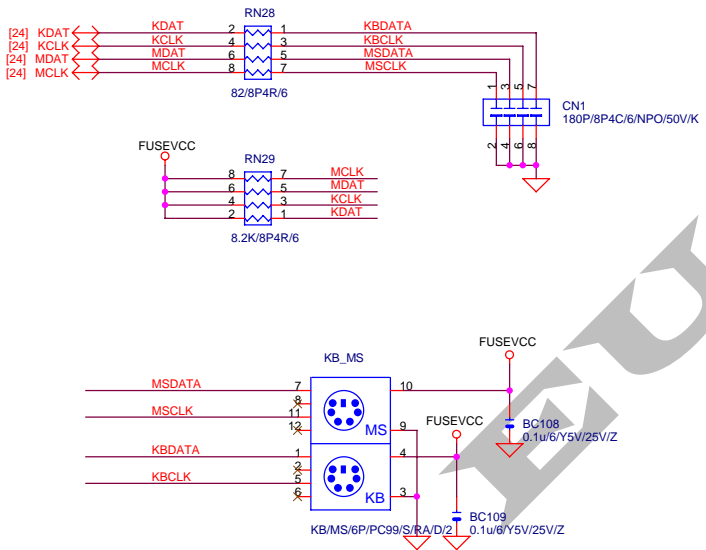 RN28
[24] KDAT KDAT 2 1 KBDATA
[24] KCLK KCLK 4 3 KBCLK
[24] MDAT MDAT 6 5 MSDATA
[24] MCLK MCLK 8 7 MSCLK
82/8P4R/6
1 3 5 7
CN1
180P/8P4C/6/NPO/50V/K
2 4 6 8
FUSEVCC
RN29
8 7 MCLK
6 5 MDAT
4 3 KCLK
2 1 KDAT
8.2K/8P4R/6
FUSEVCC
KB_MS
MSDATA 7 10
8
MSCLK 11
12 MS 9
FUSEVCC
BC108
0.1u/6/Y5V/25V/Z
KBDATA 1 4
2
KBCLK 5
6 KB 3
KB/MS/6P/PC99/S/RA/D/2
BC109
0.1u/6/Y5V/25V/Z
EU